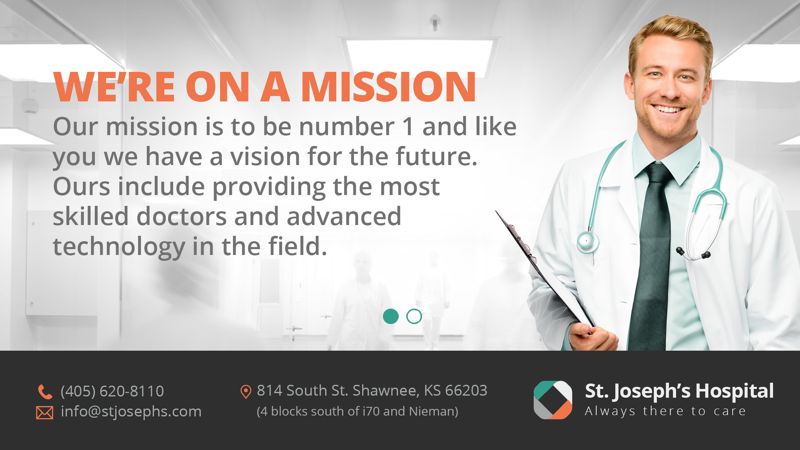 WE'RE ON A MISSION
Our mission is to be number 1 and like
you we have a vision for the future.
Ours include providing the most
skilled doctors and advanced
technology in the field.
(405) 620-8110
info@stjosephs.com
814 South St. Shawnee, KS 66203
(4 blocks south of i70 and Nieman)
St. Joseph's Hospital
Always there to care